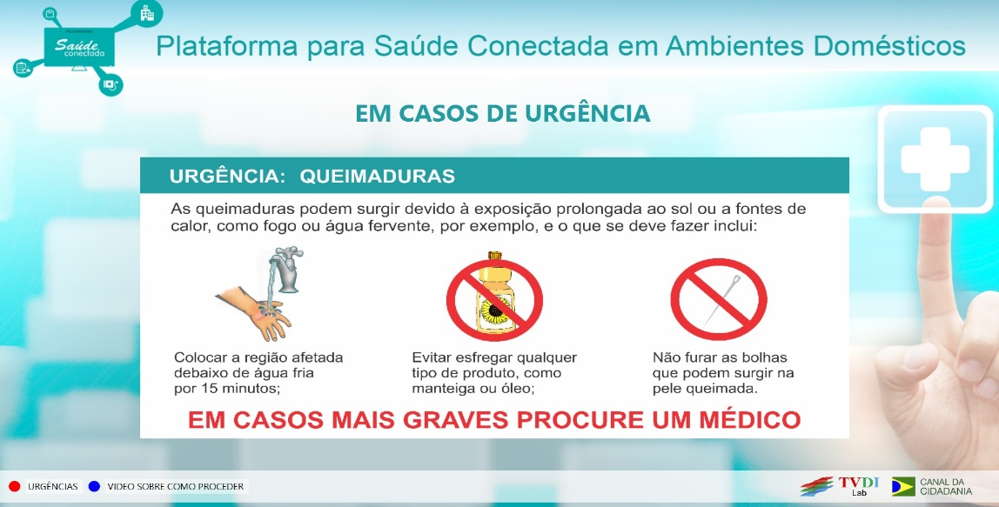 Saúde
conectada
Plataforma para Saúde Conectada em Ambientes Domésticos
EM CASOS DE URGÊNCIA
URGÊNCIA: QUEIMADURAS
As queimaduras podem surgir devido à exposição prolongada ao sol ou a fontes de
calor, como fogo ou água fervente, por exemplo, e o que se deve fazer inclui:
Colocar a região afetada
debaixo de água fria
por 15 minutos;
Evitar esfregar qualquer
tipo de produto, como
manteiga ou óleo;
Não furar as bolhas
que podem surgir na
pele queimada.
EM CASOS MAIS GRAVES PROCURE UM MÉDICO
URGÊNCIAS
VIDEO SOBRE COMO PROCEDER
TVDI
Lab
CANAL DA
CIDADANIA